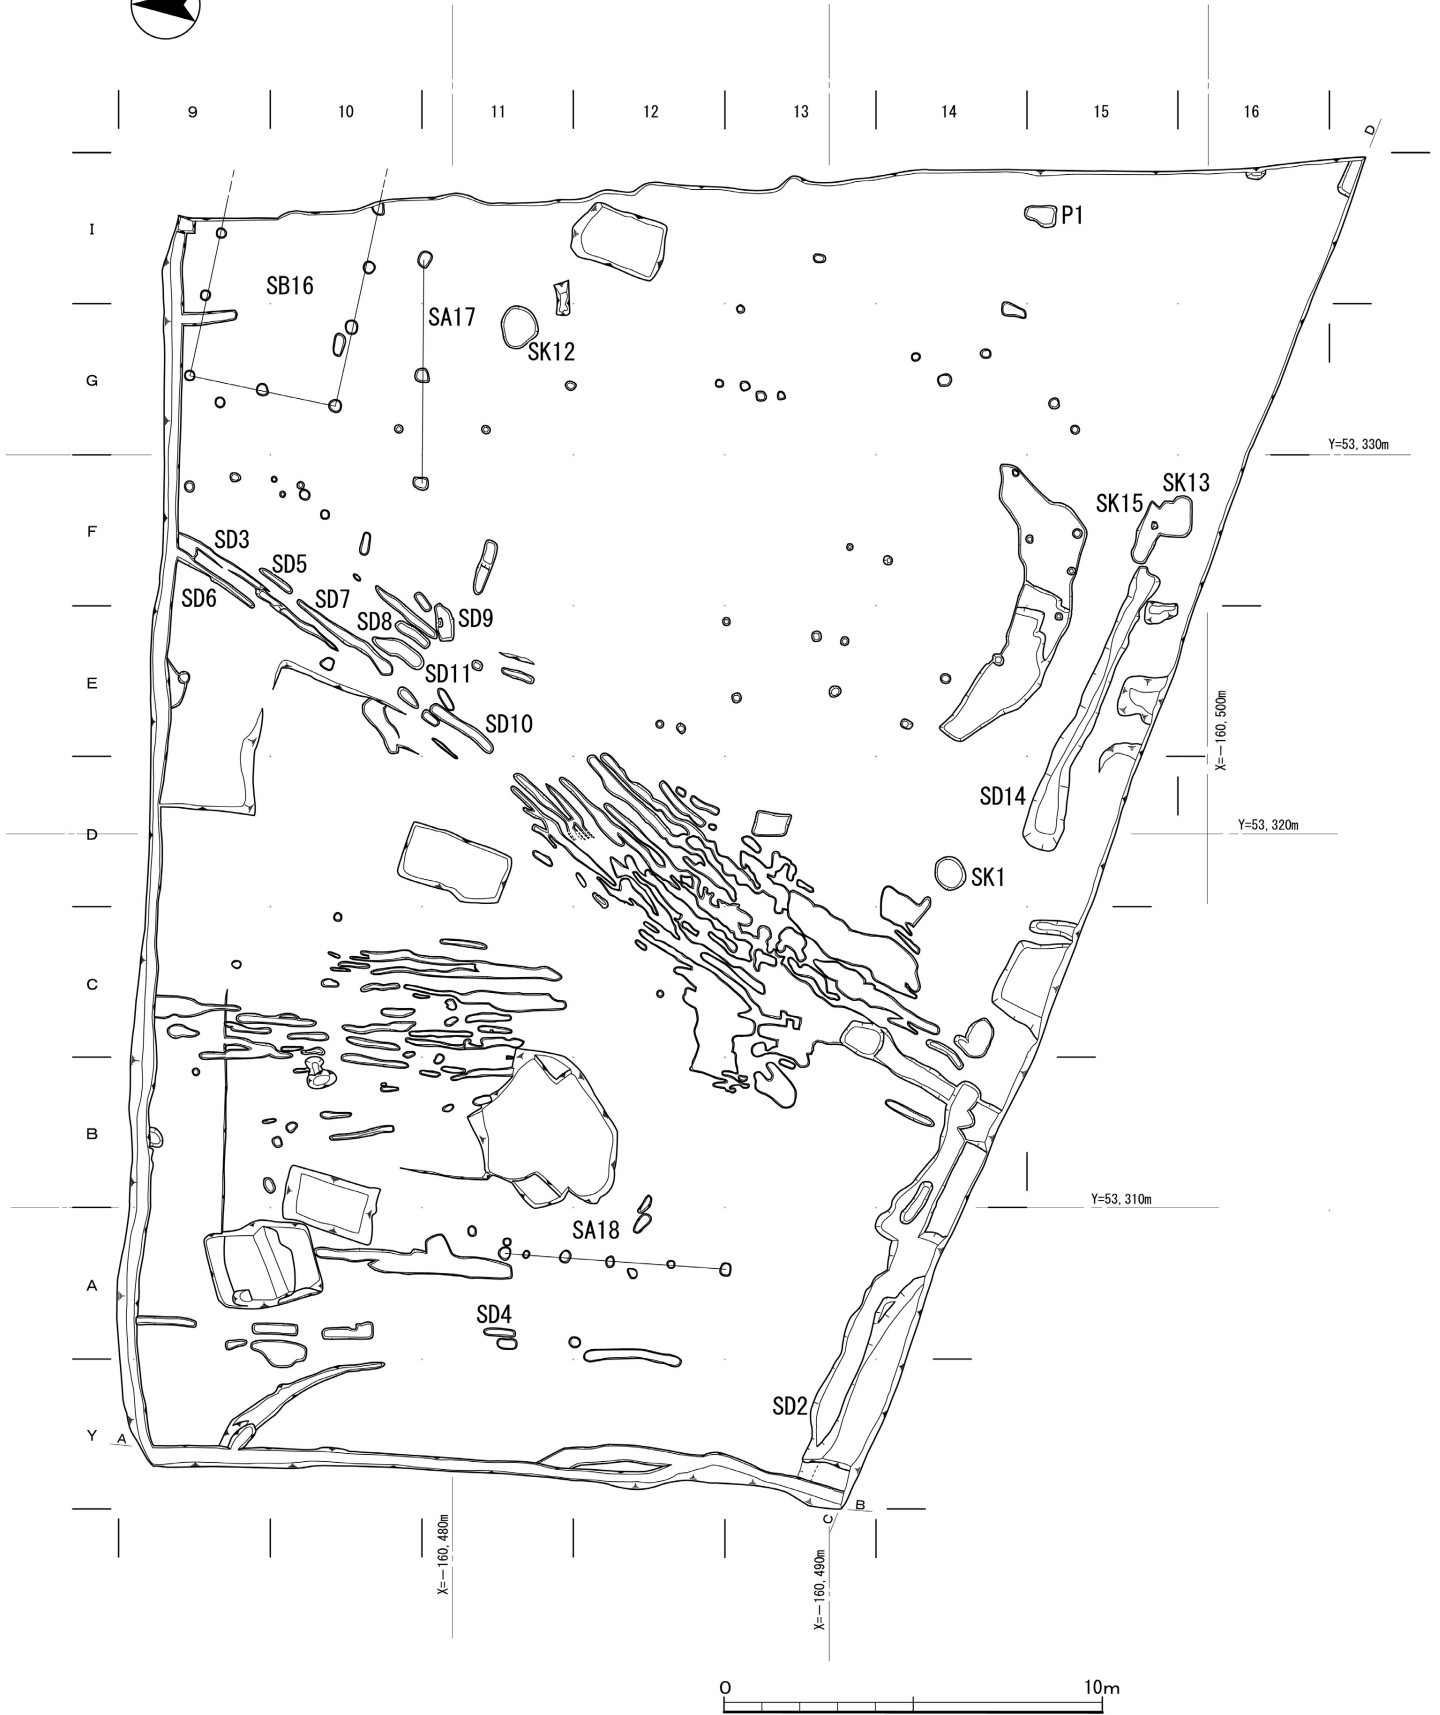 9 10 11 12 13 14 15 16
D
I
P1
SB16
SA17
SK12
G
Y=53,330m
SK13
SK15
F
SD3
SD5
SD6
SD7
SD8
SD9
SD11
E
SD10
X=－160,500m
SD14
D
Y=53,320m
SK1
C
B
Y=53,310m
SA18
A
SD4
SD2
Y
A
B
C
X=－160,480m
X=－160,490m
0 10m